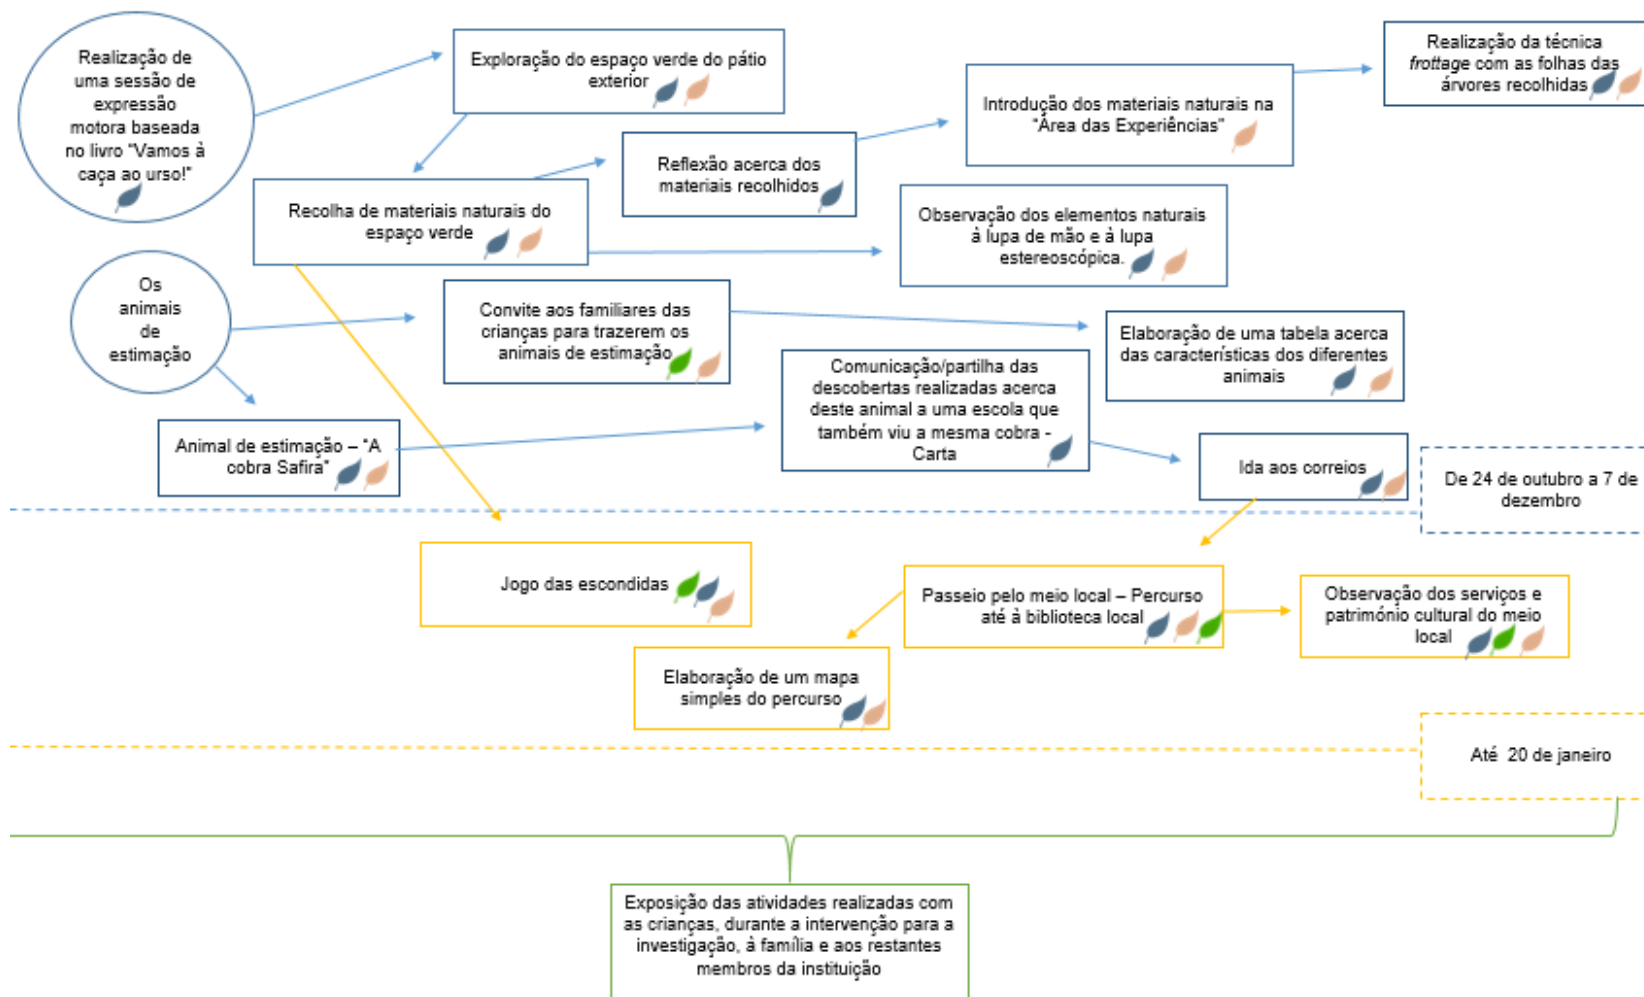 Realização de
uma sessão de
expressão
motora baseada
no livro “Vamos à
caça ao urso!”
Exploração do espaço verde do pátio
exterior
Realização da técnica
frottage com as folhas das
árvores recolhidas
Introdução dos materiais naturais na
“Área das Experiências”
Reflexão acerca dos
materiais recolhidos
Recolha de materiais naturais do
espaço verde
Observação dos elementos naturais
à lupa de mão e à lupa
estereoscópica.
Os
animais
de
estimação
Convite aos familiares das
crianças para trazerem os
animais de estimação
Elaboração de uma tabela acerca
das características dos diferentes
animais
Comunicação/partilha das
descobertas realizadas acerca
deste animal a uma escola que
também viu a mesma cobra -
Carta
Animal de estimação – “A
cobra Safira”
Ida aos correios
De 24 de outubro a 7 de
dezembro
Jogo das escondidas
Passeio pelo meio local – Percurso
até à biblioteca local
Observação dos serviços e
património cultural do meio
local
Elaboração de um mapa
simples do percurso
Até 20 de janeiro
Exposição das atividades realizadas com
as crianças, durante a intervenção para a
investigação, à família e aos restantes
membros da instituição